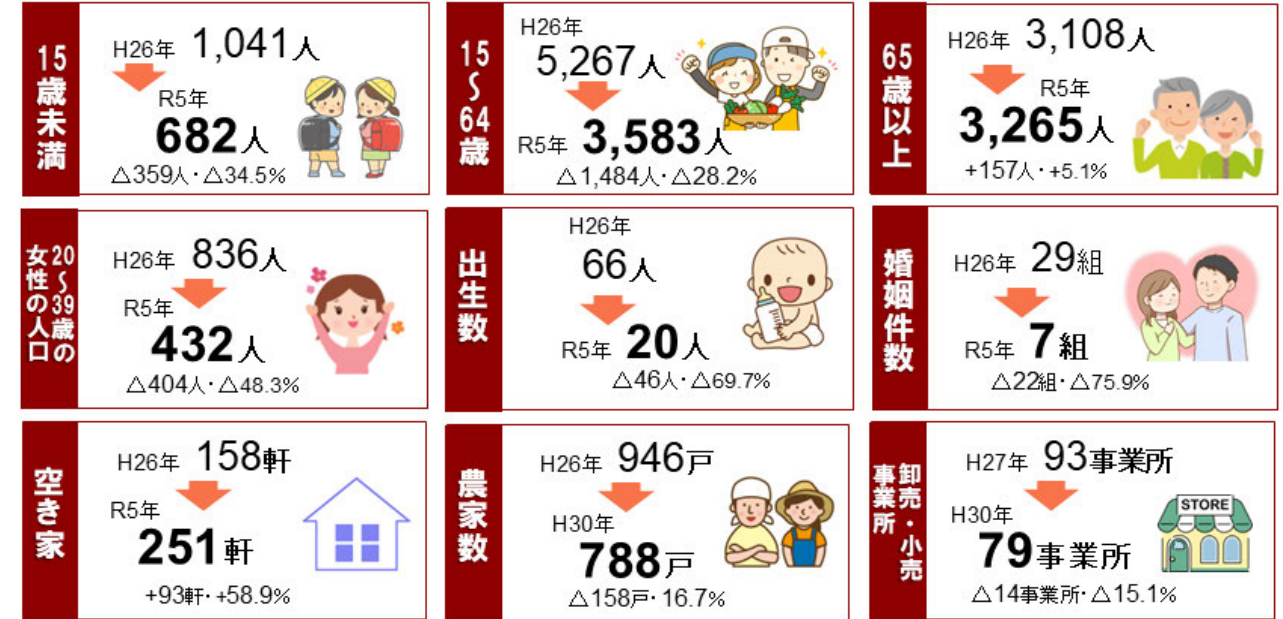 15歳未満
H26年 1,041人
R5年
682人
△359人・△34.5%
15～64歳
H26年
5,267人
R5年 3,583人
△1,484人・△28.2%
65歳以上
H26年 3,108人
R5年
3,265人
+157人・+5.1%
20～39歳の
女性の人口
H26年 836人
R5年
432人
△404人・△48.3%
出生数
H26年
66人
R5年 20人
△46人・△69.7%
婚姻件数
H26年 29組
R5年 7組
△22組・△75.9%
空き家
H26年 158軒
R5年
251軒
+93軒・+58.9%
農家数
H26年 946戸
H30年
788戸
△158戸・16.7%
卸売・小売
事業所
H27年 93事業所
H30年
79事業所
△14事業所・△15.1%
STORE